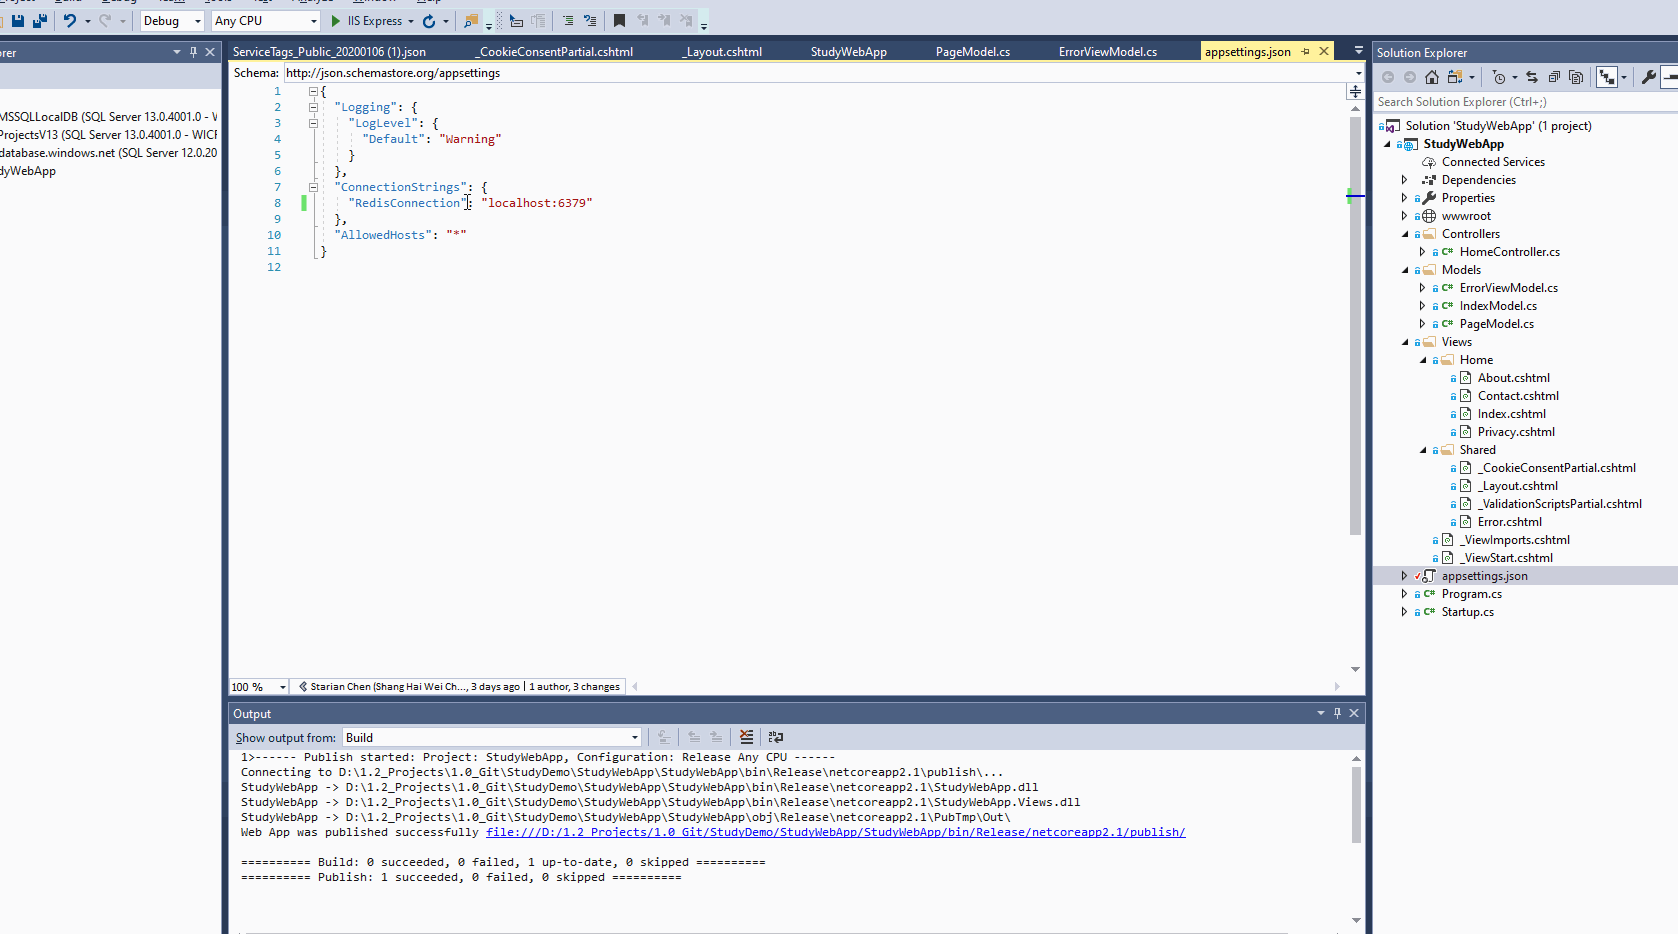 Debug
Any CPU
IIS Express
orer
MSSQLLocalDB (SQL Server 13.0.4001.0 - W
ProjectsV13 (SQL Server 13.0.4001.0 - WICF
database.windows.net (SQL Server 12.0.20
dyWebApp
ServiceTags_Public_20200106 (1).json
_CookieConsentPartial.cshtml
_Layout.cshtml
StudyWebApp
PageModel.cs
ErrorViewModel.cs
appsettings.json
Schema: http://json.schemastore.org/appsettings
1 {
2 "Logging": {
3 "LogLevel": {
4 "Default": "Warning"
5 }
6 },
7 "ConnectionStrings": {
8 "RedisConnection": "localhost:6379"
9 },
10 "AllowedHosts": "*"
11 }
12
100 %
Starian Chen (Shang Hai Wei Ch..., 3 days ago | 1 author, 3 changes
Output
Show output from: Build
1>------ Publish started: Project: StudyWebApp, Configuration: Release Any CPU ------
Connecting to D:\1.2_Projects\1.0_Git\StudyDemo\StudyWebApp\StudyWebApp\bin\Release\netcoreapp2.1\publish\...
StudyWebApp -> D:\1.2_Projects\1.0_Git\StudyDemo\StudyWebApp\StudyWebApp\bin\Release\netcoreapp2.1\StudyWebApp.dll
StudyWebApp -> D:\1.2_Projects\1.0_Git\StudyDemo\StudyWebApp\StudyWebApp\bin\Release\netcoreapp2.1\StudyWebApp.Views.dll
StudyWebApp -> D:\1.2_Projects\1.0_Git\StudyDemo\StudyWebApp\StudyWebApp\obj\Release\netcoreapp2.1\PubTmp\Out\
Web App was published successfully file:///D:/1.2_Projects/1.0_Git/StudyDemo/StudyWebApp/StudyWebApp/bin/Release/netcoreapp2.1/publish/
========== Build: 0 succeeded, 0 failed, 1 up-to-date, 0 skipped ==========
========== Publish: 1 succeeded, 0 failed, 0 skipped ==========
Solution Explorer
Search Solution Explorer (Ctrl+;)
Solution 'StudyWebApp' (1 project)
StudyWebApp
Connected Services
Dependencies
Properties
wwwroot
Controllers
C# HomeController.cs
Models
C# ErrorViewModel.cs
C# IndexModel.cs
C# PageModel.cs
Views
Home
About.cshtml
Contact.cshtml
Index.cshtml
Privacy.cshtml
Shared
_CookieConsentPartial.cshtml
_Layout.cshtml
_ValidationScriptsPartial.cshtml
Error.cshtml
_ViewImports.cshtml
_ViewStart.cshtml
appsettings.json
C# Program.cs
C# Startup.cs